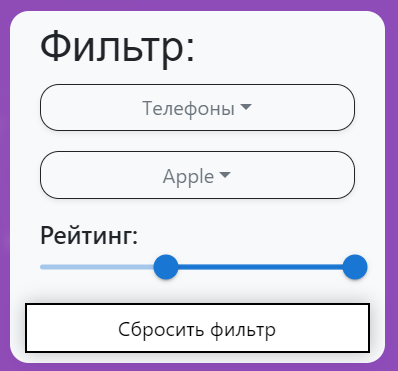 Фильтр:
Телефоны
Apple
Рейтинг:
Сбросить фильтр